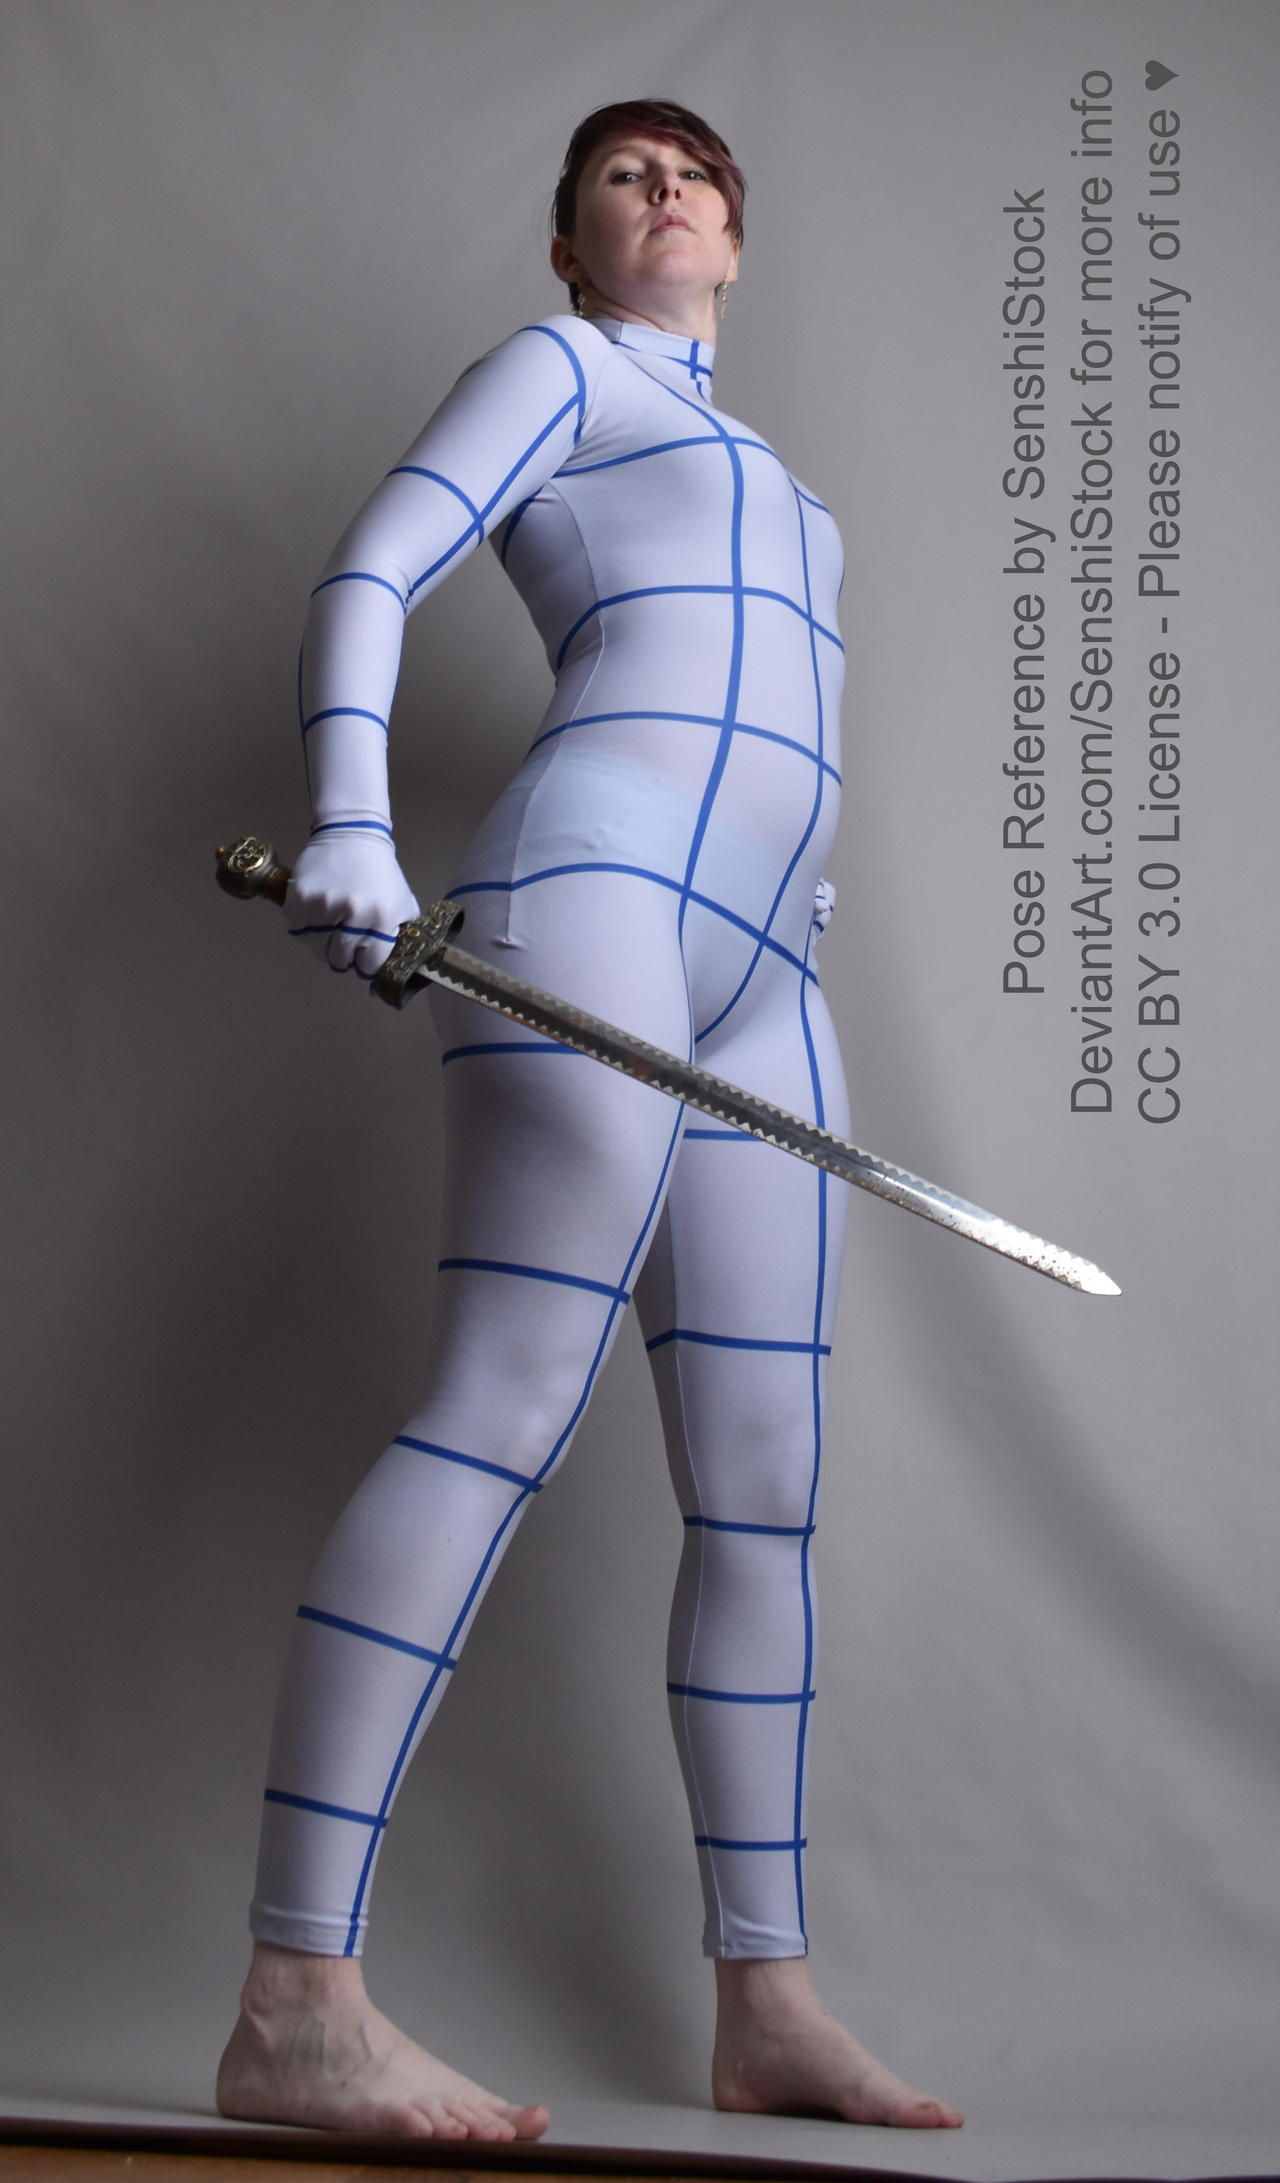 Pose Reference by SenshiStock
DeviantArt.com/SenshiStock for more info
CC BY 3.0 License - Please notify of use ♥